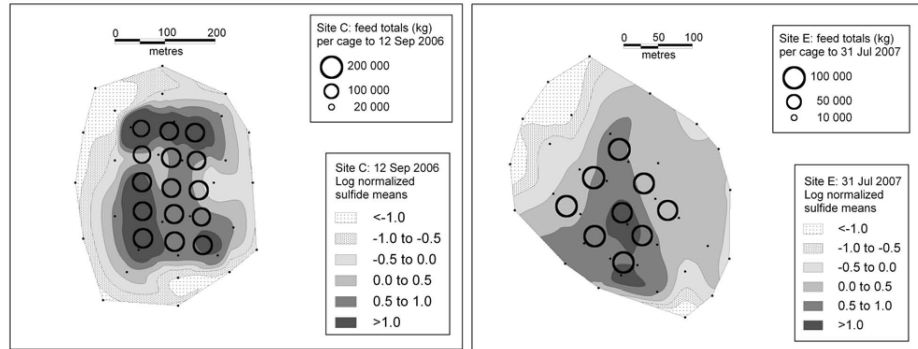 0 100 200
metres
Site C: feed totals (kg)
per cage to 12 Sep 2006
200 000
100 000
20 000
Site C: 12 Sep 2006
Log normalized
sulfide means
<-1.0
-1.0 to -0.5
-0.5 to 0.0
0.0 to 0.5
0.5 to 1.0
>1.0
0 50 100
metres
Site E: feed totals (kg)
per cage to 31 Jul 2007
100 000
50 000
10 000
Site E: 31 Jul 2007
Log normalized
sulfide means
<-1.0
-1.0 to -0.5
-0.5 to 0.0
0.0 to 0.5
0.5 to 1.0
>1.0